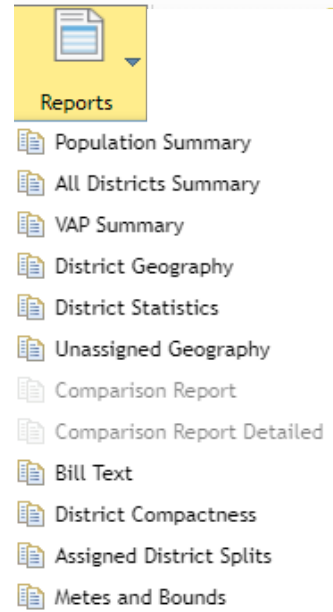 Reports
Population Summary
All Districts Summary
VAP Summary
District Geography
District Statistics
Unassigned Geography
Comparison Report
Comparison Report Detailed
Bill Text
District Compactness
Assigned District Splits
Metes and Bounds